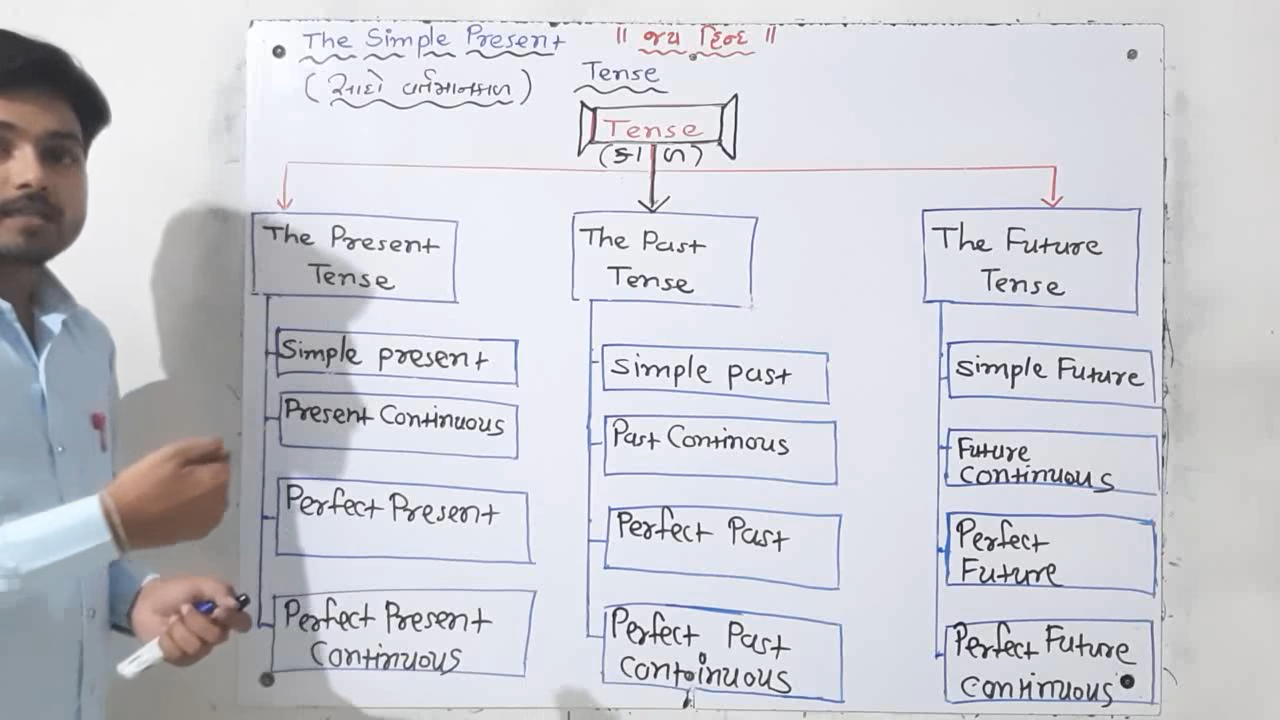 The Simple Present
|| જય હિન્દ ||
(સાદો વર્તમાનકાળ)
Tense
Tense
(કાળ)
The Present
Tense
Simple present
Present Continuous
Perfect Present
Perfect Present
Continuous
The Past
Tense
Simple past
Past Continous
Perfect Past
Perfect Past
Continuous
The Future
Tense
Simple Future
Future
Continuous
Perfect
Future
Perfect Future
Continuous